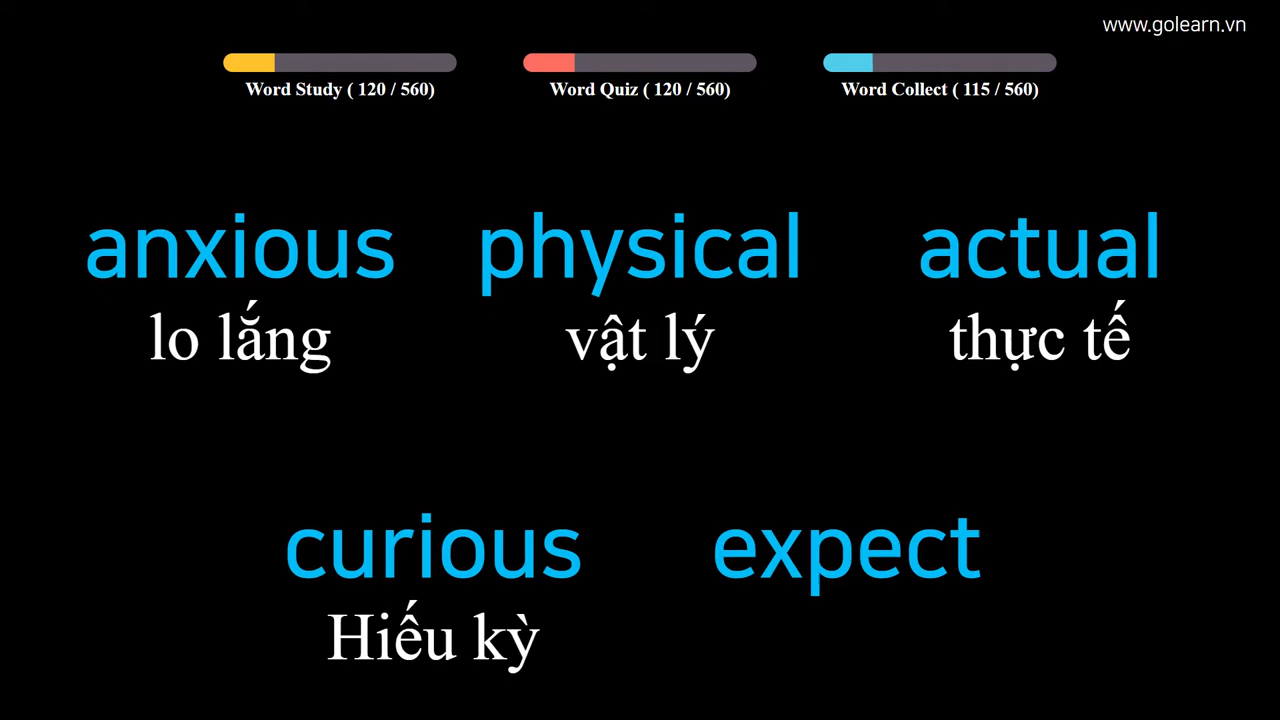 www.golearn.vn
Word Study ( 120 / 560)
Word Quiz ( 120 / 560)
Word Collect ( 115 / 560)
anxious
lo lắng
physical
vật lý
actual
thực tế
curious
Hiếu kỳ
expect